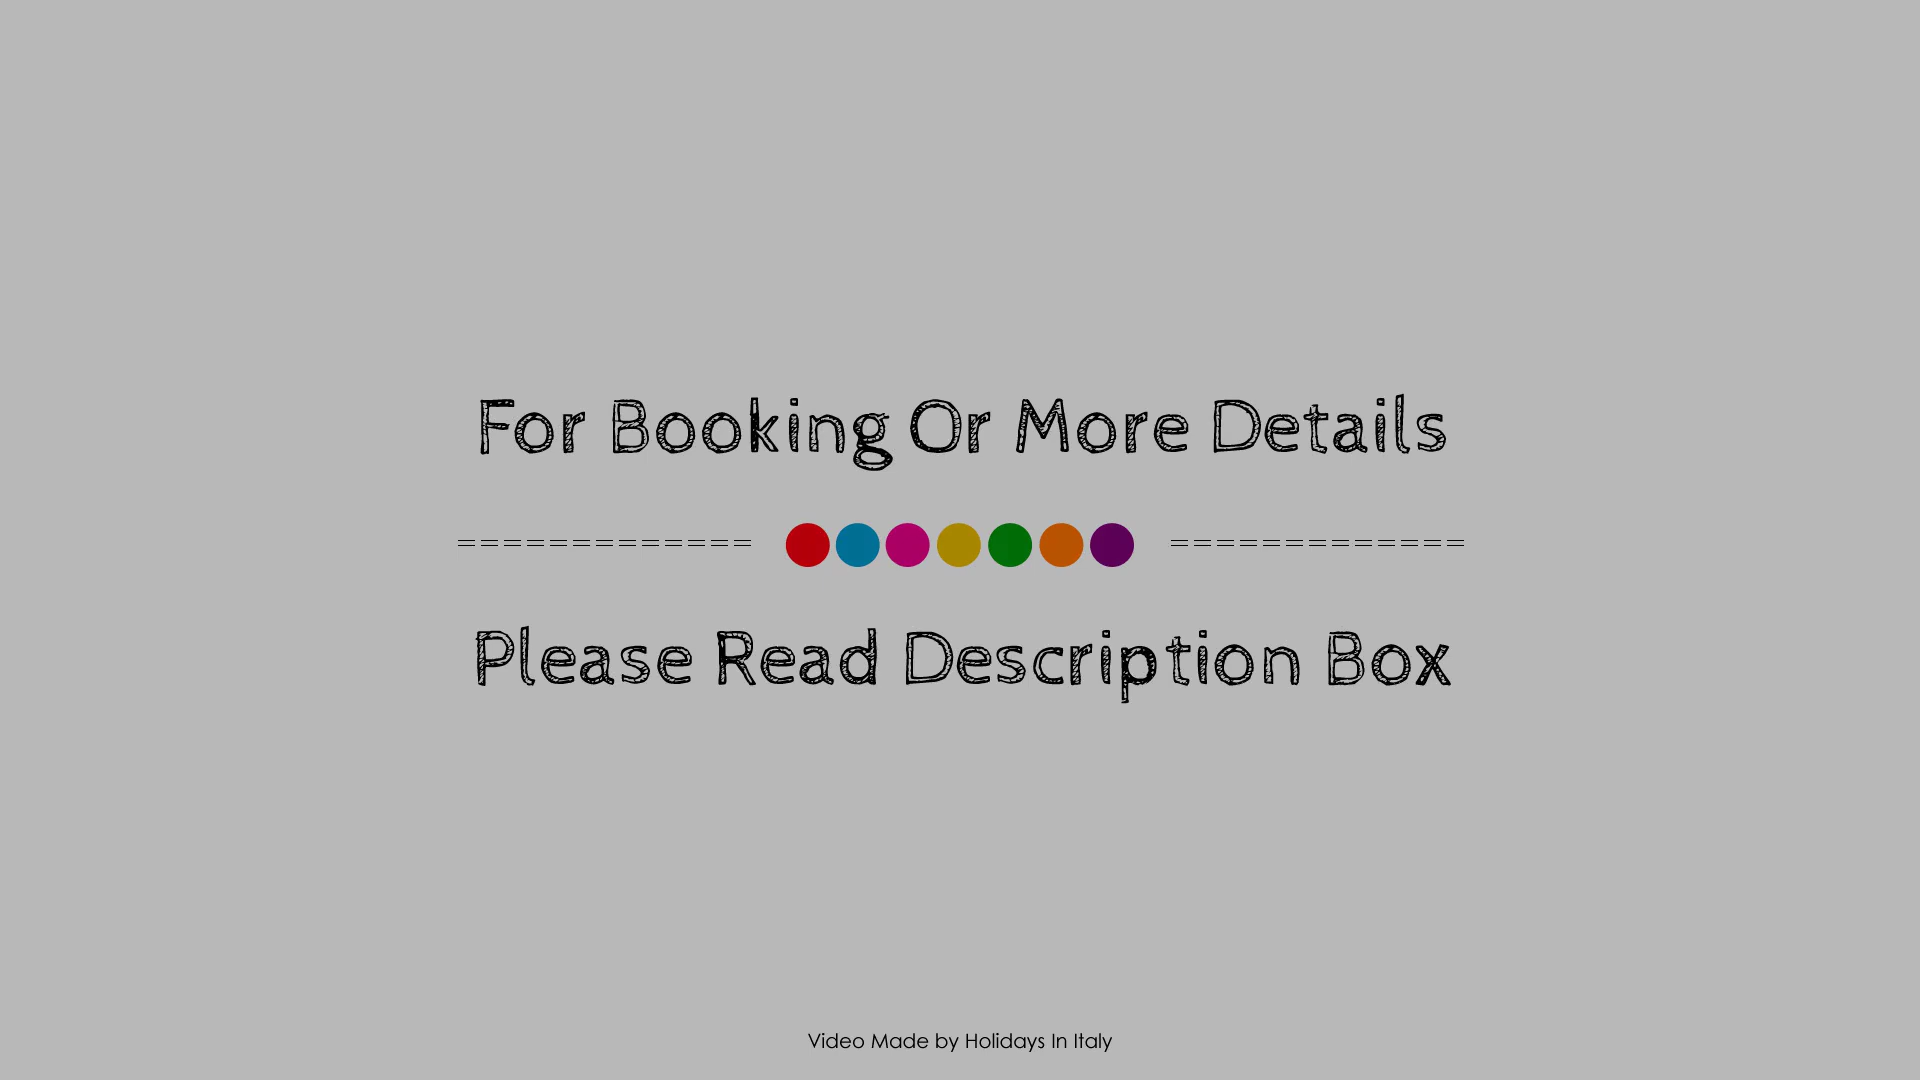 For Booking Or More Details
============= =============
Please Read Description Box
Video Made by Holidays In Italy